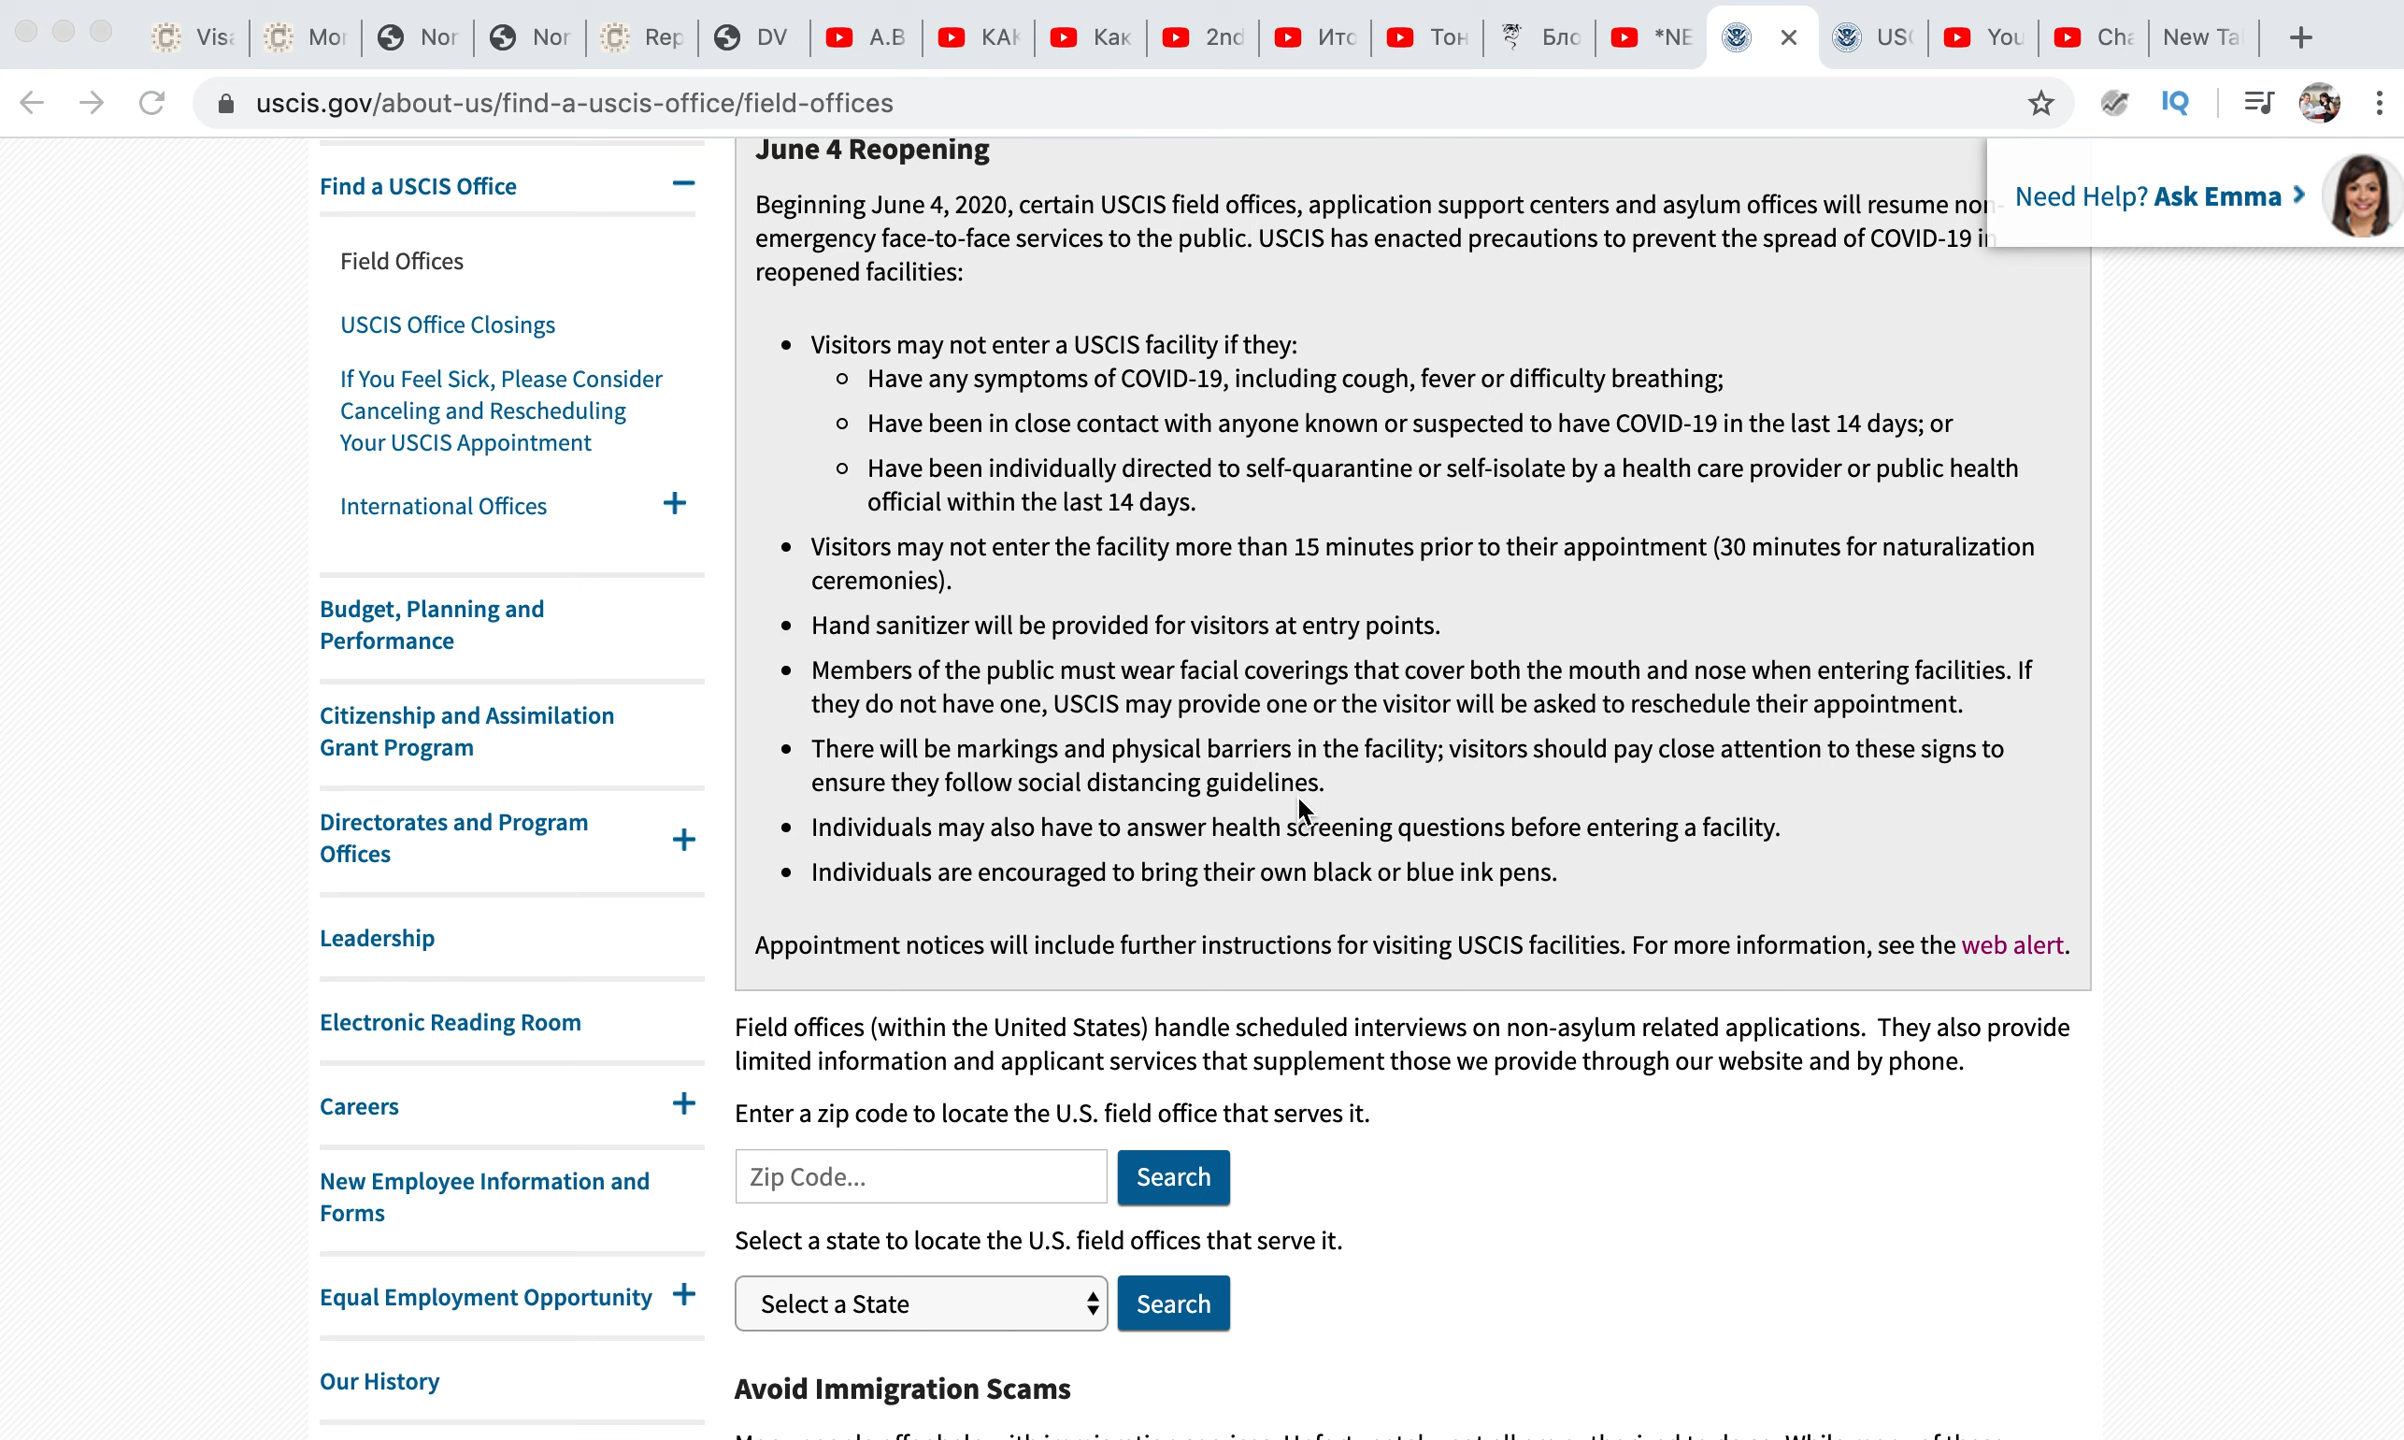 Visa
Mor
Nor
Nor
Rep
DV
А.В
КАК
Как
2nd
Ито
Тон
Бло
*NE
USC
You
Cha
New Ta
uscis.gov/about-us/find-a-uscis-office/field-offices
IQ
Need Help? Ask Emma
Find a USCIS Office
Field Offices
USCIS Office Closings
If You Feel Sick, Please Consider
Canceling and Rescheduling
Your USCIS Appointment
International Offices
Budget, Planning and
Performance
Citizenship and Assimilation
Grant Program
Directorates and Program
Offices
Leadership
Electronic Reading Room
Careers
New Employee Information and
Forms
Equal Employment Opportunity
Our History
June 4 Reopening
Beginning June 4, 2020, certain USCIS field offices, application support centers and asylum offices will resume non-
emergency face-to-face services to the public. USCIS has enacted precautions to prevent the spread of COVID-19 in
reopened facilities:
Visitors may not enter a USCIS facility if they:
Have any symptoms of COVID-19, including cough, fever or difficulty breathing;
Have been in close contact with anyone known or suspected to have COVID-19 in the last 14 days; or
Have been individually directed to self-quarantine or self-isolate by a health care provider or public health
official within the last 14 days.
Visitors may not enter the facility more than 15 minutes prior to their appointment (30 minutes for naturalization
ceremonies).
Hand sanitizer will be provided for visitors at entry points.
Members of the public must wear facial coverings that cover both the mouth and nose when entering facilities. If
they do not have one, USCIS may provide one or the visitor will be asked to reschedule their appointment.
There will be markings and physical barriers in the facility; visitors should pay close attention to these signs to
ensure they follow social distancing guidelines.
Individuals may also have to answer health screening questions before entering a facility.
Individuals are encouraged to bring their own black or blue ink pens.
Appointment notices will include further instructions for visiting USCIS facilities. For more information, see the web alert.
Field offices (within the United States) handle scheduled interviews on non-asylum related applications.  They also provide
limited information and applicant services that supplement those we provide through our website and by phone.
Enter a zip code to locate the U.S. field office that serves it.
Zip Code...
Search
Select a state to locate the U.S. field offices that serve it.
Select a State
Search
Avoid Immigration Scams